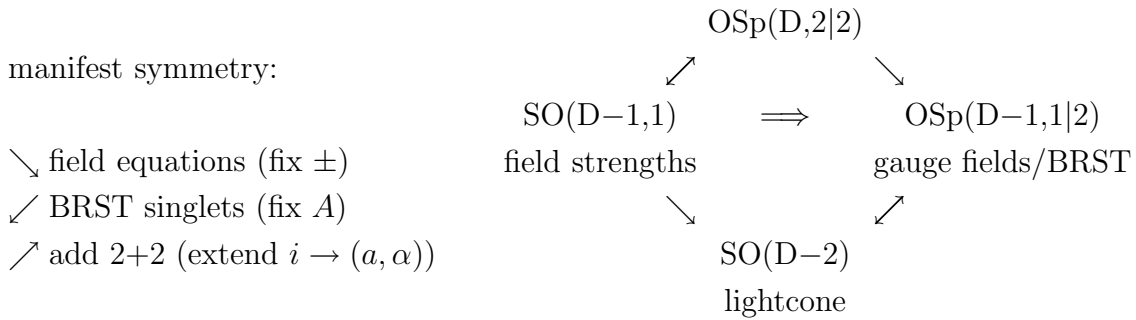 OSp(D,2|2)
manifest symmetry:
SO(D−1,1) ⟹ OSp(D−1,1|2)
↘ field equations (fix ±) field strengths gauge fields/BRST
↙ BRST singlets (fix A)
↗ add 2+2 (extend i → (a, α)) SO(D−2)
lightcone